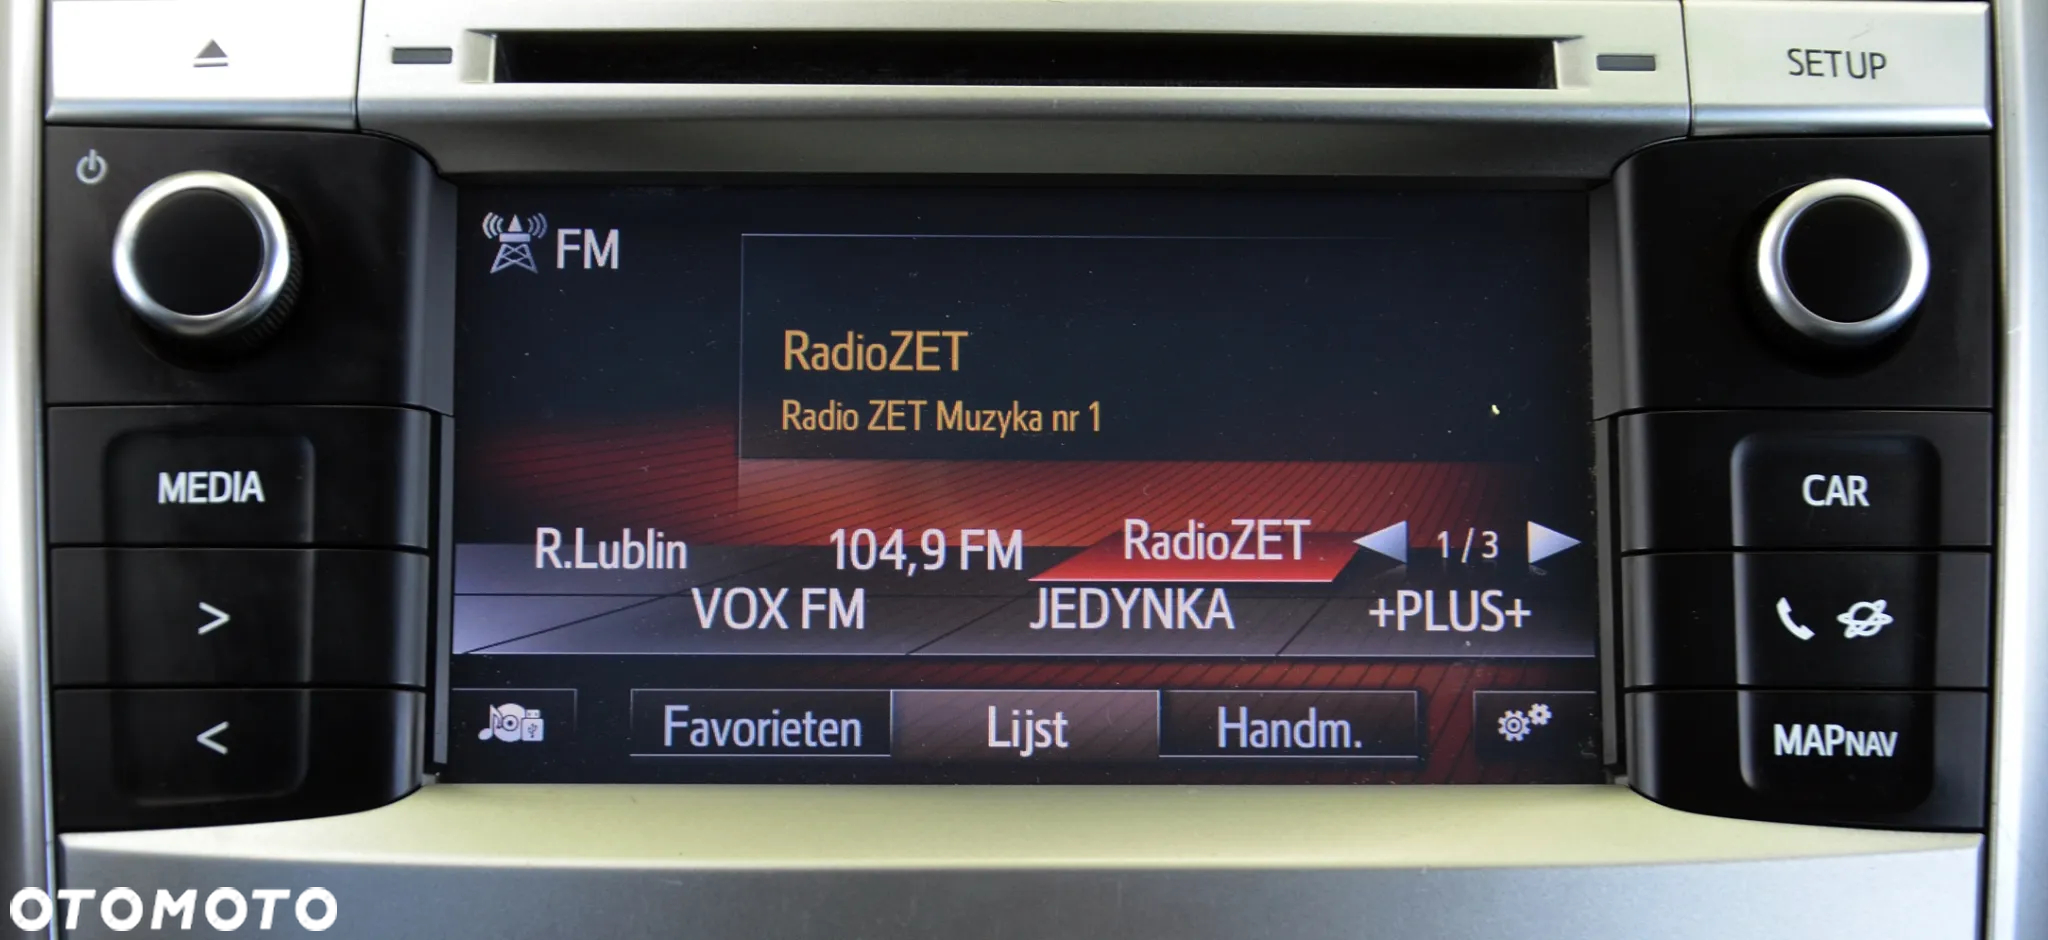 SETUP
FM
RadioZET
Radio ZET Muzyka nr 1
MEDIA
CAR
R.Lublin 104,9 FM RadioZET 1 / 3
VOX FM JEDYNKA +PLUS+
>
<
Favorieten Lijst Handm.
MAPNAV
OTOMOTO